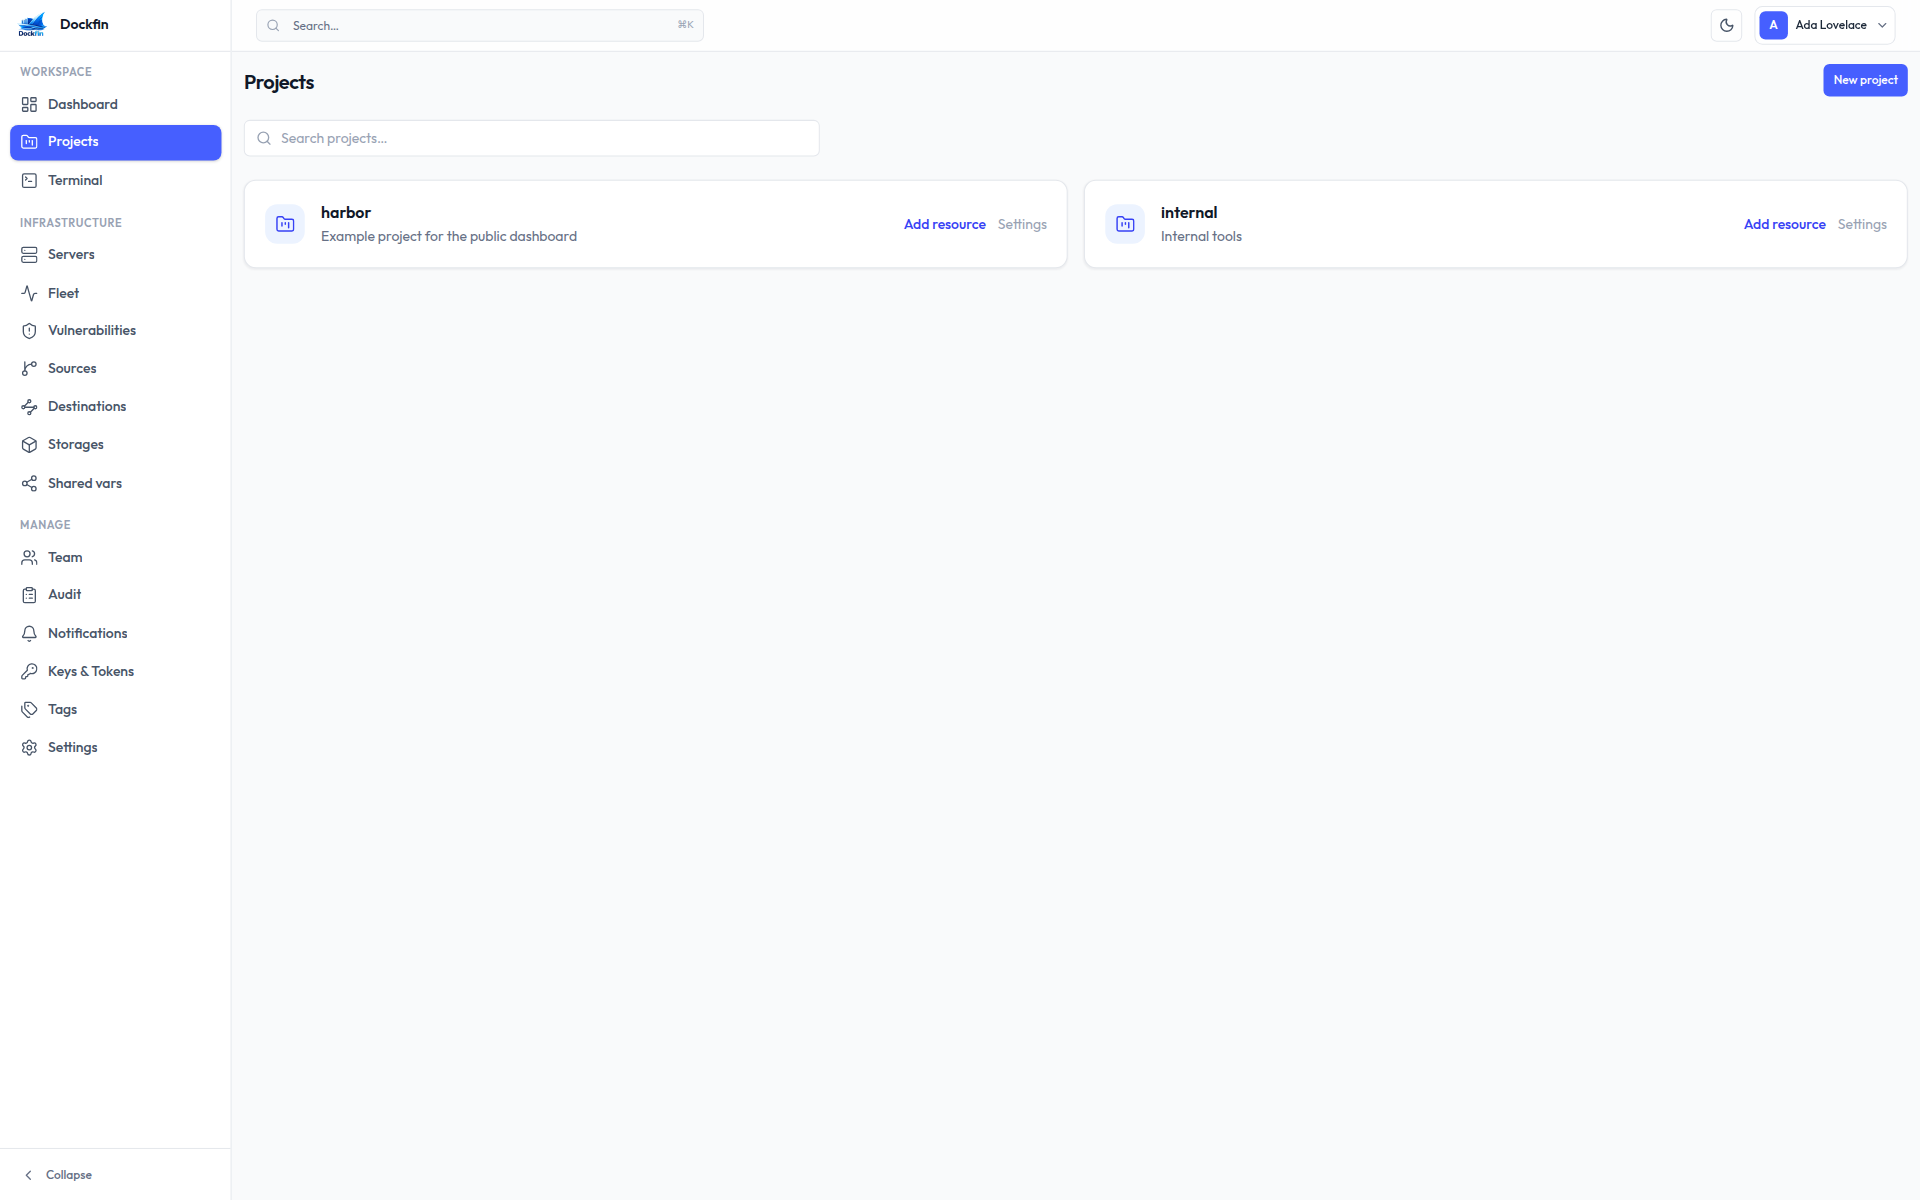 Dockfin
Dockfin
Search...
⌘K
A
Ada Lovelace
WORKSPACE
Dashboard
Projects
Terminal
INFRASTRUCTURE
Servers
Fleet
Vulnerabilities
Sources
Destinations
Storages
Shared vars
MANAGE
Team
Audit
Notifications
Keys & Tokens
Tags
Settings
Collapse
Projects
New project
Search projects...
harbor
Example project for the public dashboard
Add resource
Settings
internal
Internal tools
Add resource
Settings